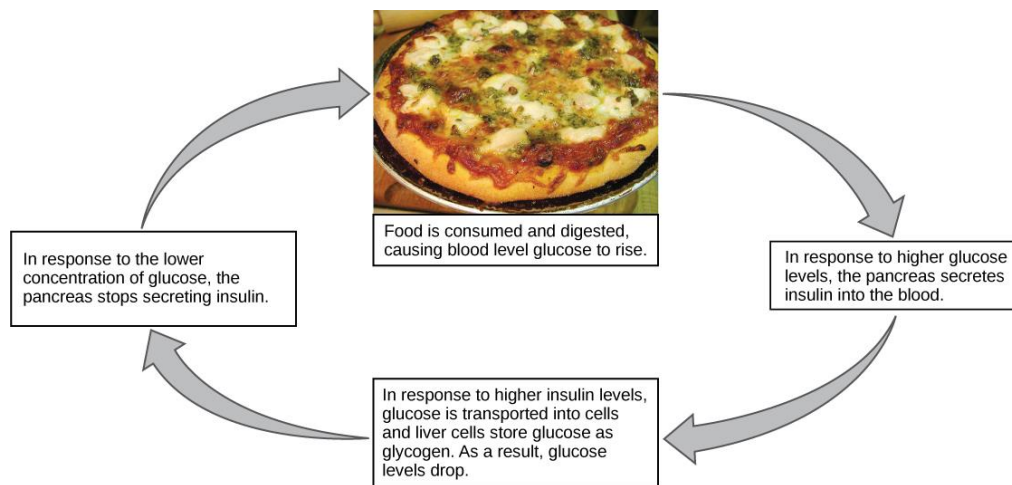 Food is consumed and digested,
causing blood level glucose to rise.
In response to higher glucose
levels, the pancreas secretes
insulin into the blood.
In response to higher insulin levels,
glucose is transported into cells
and liver cells store glucose as
glycogen. As a result, glucose
levels drop.
In response to the lower
concentration of glucose, the
pancreas stops secreting insulin.